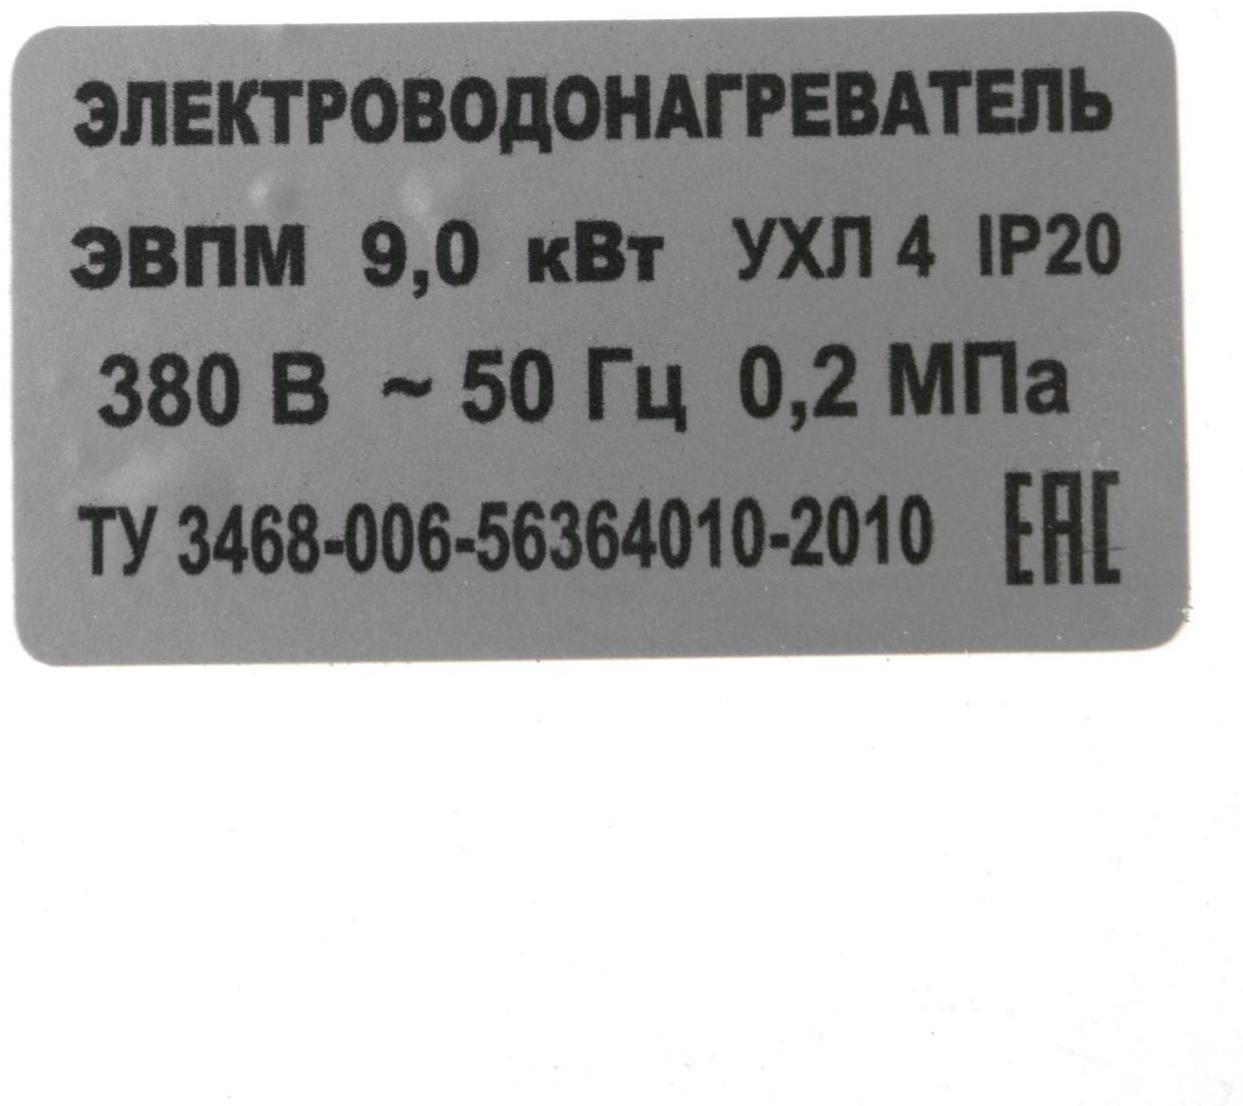 ЭЛЕКТРОВОДОНАГРЕВАТЕЛЬ
ЭВПМ 9,0 кВт УХЛ 4 IP20
380 В ~ 50 Гц 0,2 МПа
ТУ 3468-006-56364010-2010 ЕАС